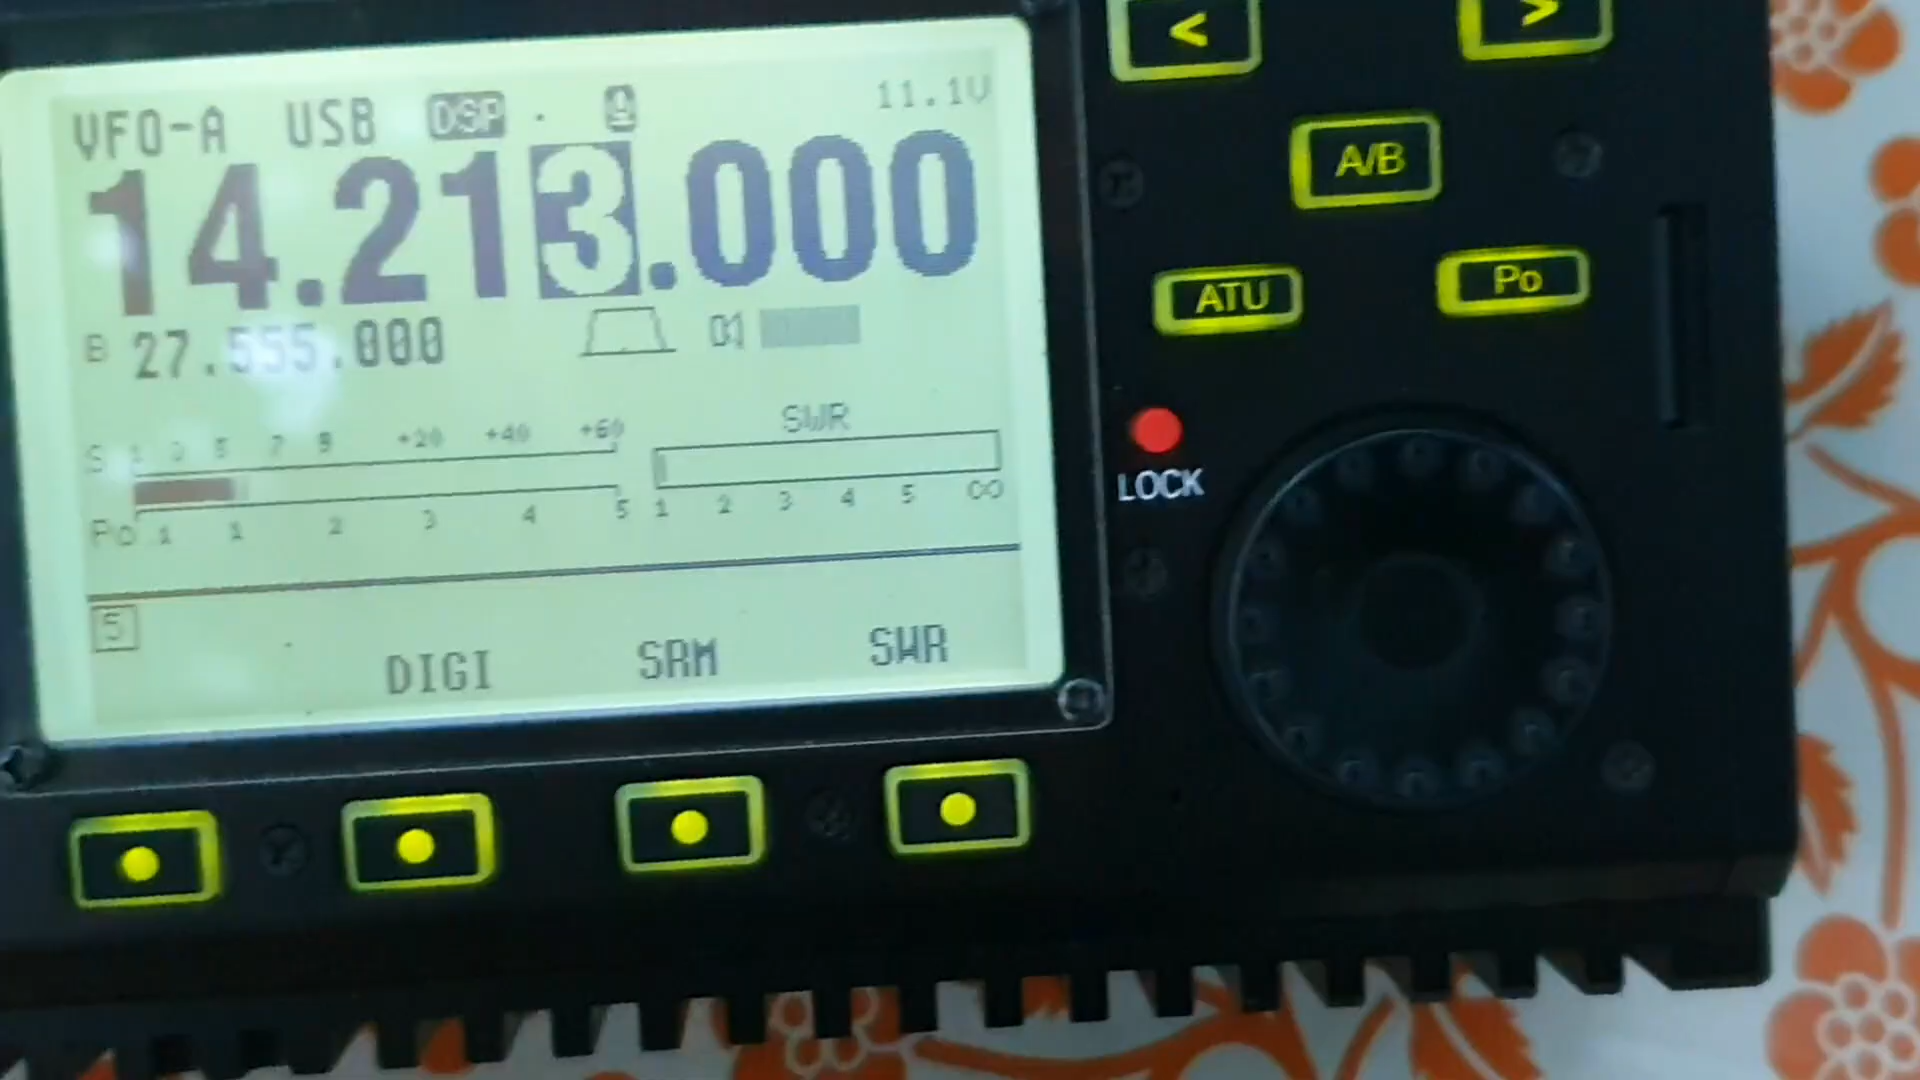 < >
VFO-A USB DSP 11.1V
A/B
14.213.000
ATU Po
B 27.555.000 01
SWR
S 1 3 5 7 9 +20 +40 +60
LOCK
Po .1 1 2 3 4 5 1 2 3 4 5 ∞
5
DIGI SRM SWR